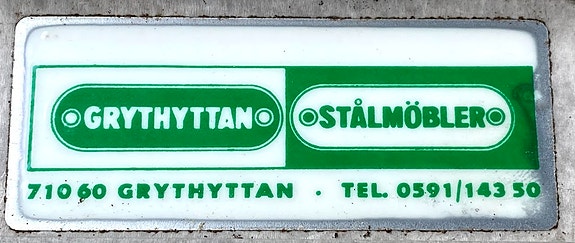 GRYTHYTTAN STÅLMÖBLER
710 60 GRYTHYTTAN · TEL. 0591/143 50